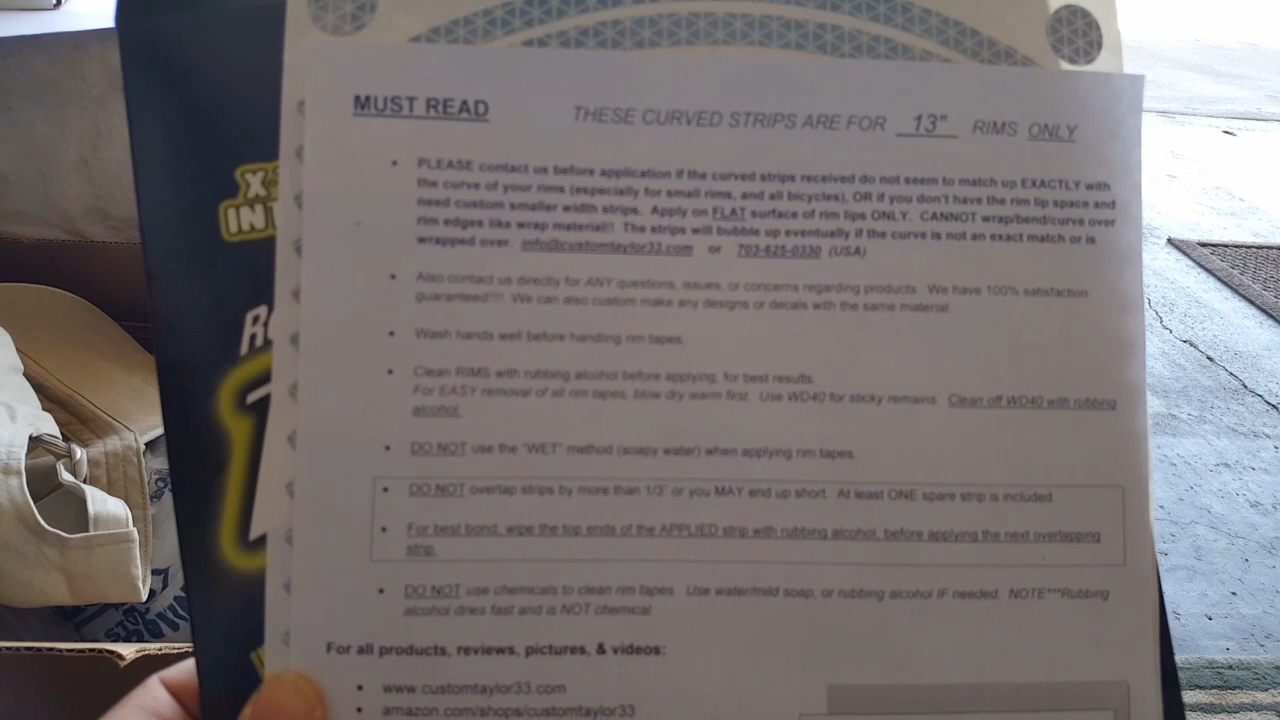 MUST READ THESE CURVED STRIPS ARE FOR 13" RIMS ONLY
• PLEASE contact us before application if the curved strips received do not seem to match up EXACTLY with
the curve of your rims (especially for small rims, and all bicycles), OR if you don't have the rim lip space and
need custom smaller width strips. Apply on FLAT surface of rim lips ONLY. CANNOT wrap/bend/curve over
rim edges like wrap material!! The strips will bubble up eventually if the curve is not an exact match or is
wrapped over. info@customtaylor33.com or 703-625-0330 (USA)
• Also contact us directly for ANY questions, issues, or concerns regarding products. We have 100% satisfaction
guaranteed!!! We can also custom make any designs or decals with the same material.
• Wash hands well before handling rim tapes.
• Clean RIMS with rubbing alcohol before applying, for best results.
For EASY removal of all rim tapes, blow dry warm first. Use WD40 for sticky remains. Clean off WD40 with rubbing
alcohol.
• DO NOT use the "WET" method (soapy water) when applying rim tapes.
• DO NOT overlap strips by more than 1/3" or you MAY end up short. At least ONE spare strip is included.
• For best bond, wipe the top ends of the APPLIED strip with rubbing alcohol, before applying the next overlapping
strip.
• DO NOT use chemicals to clean rim tapes. Use water/mild soap, or rubbing alcohol IF needed. NOTE***Rubbing
alcohol dries fast and is NOT chemical.
For all products, reviews, pictures, & videos:
• www.customtaylor33.com
• amazon.com/shops/customtaylor33